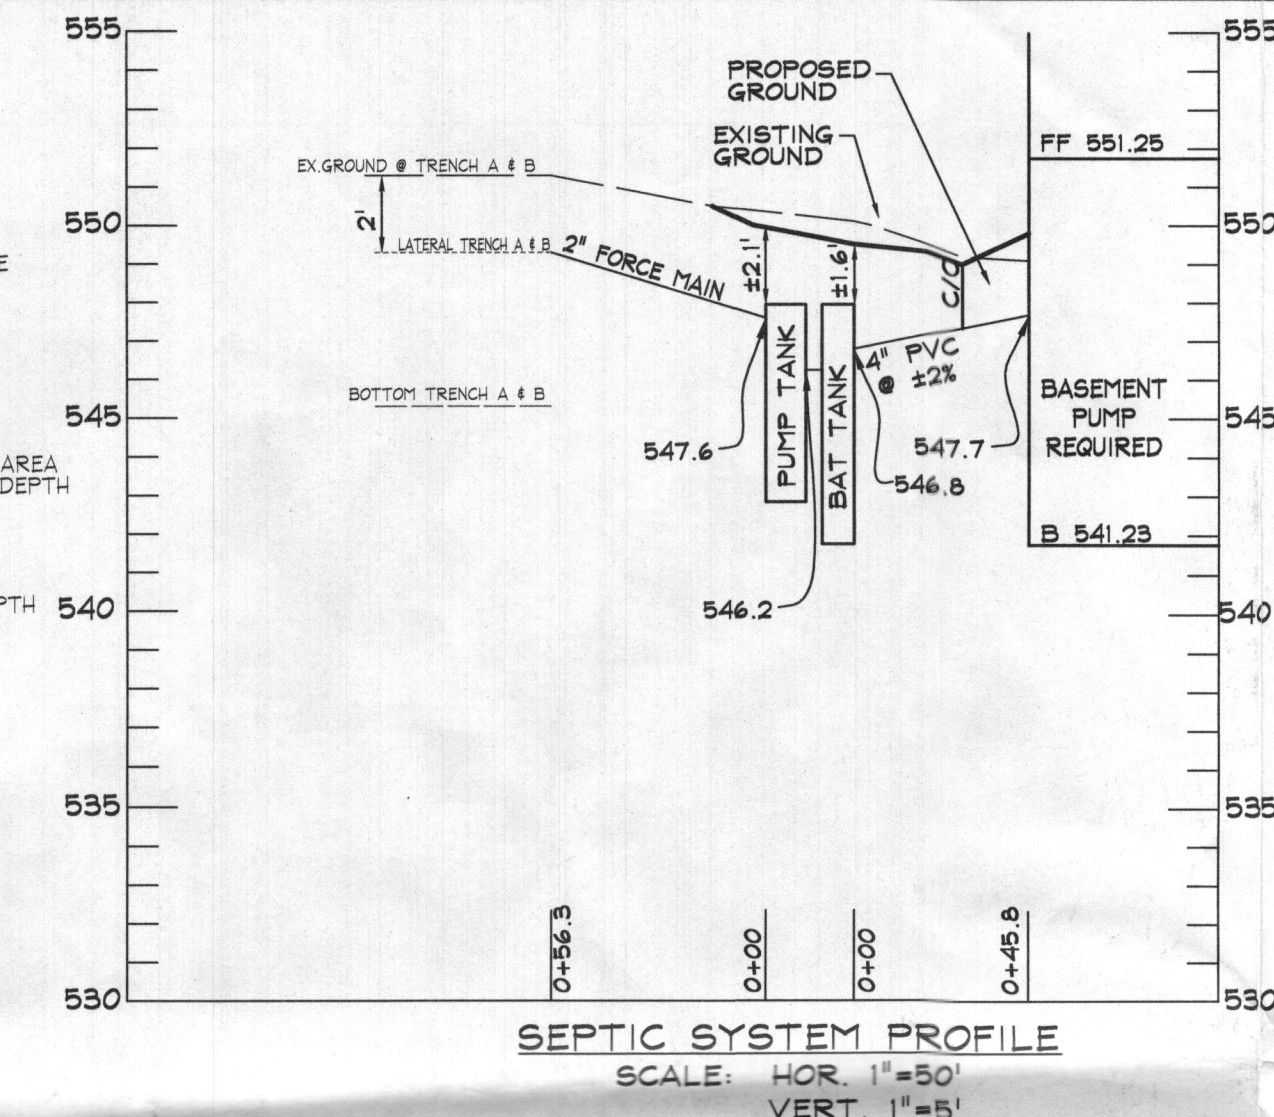 555
555
PROPOSED
GROUND
EXISTING
GROUND
FF 551.25
EX.GROUND @ TRENCH A & B
550
2'
550
LATERAL TRENCH A & B
2" FORCE MAIN
±2.1'
±1.6'
C/O
E
PUMP TANK
BAT TANK
4" PVC
@ ±2%
BASEMENT
PUMP
REQUIRED
BOTTOM TRENCH A & B
545
545
547.6
547.7
546.8
AREA
DEPTH
B 541.23
PTH
540
546.2
540
535
535
0+56.3
0+00
0+00
0+45.8
530
530
SEPTIC SYSTEM PROFILE
SCALE: HOR. 1"=50'
VERT. 1"=5'